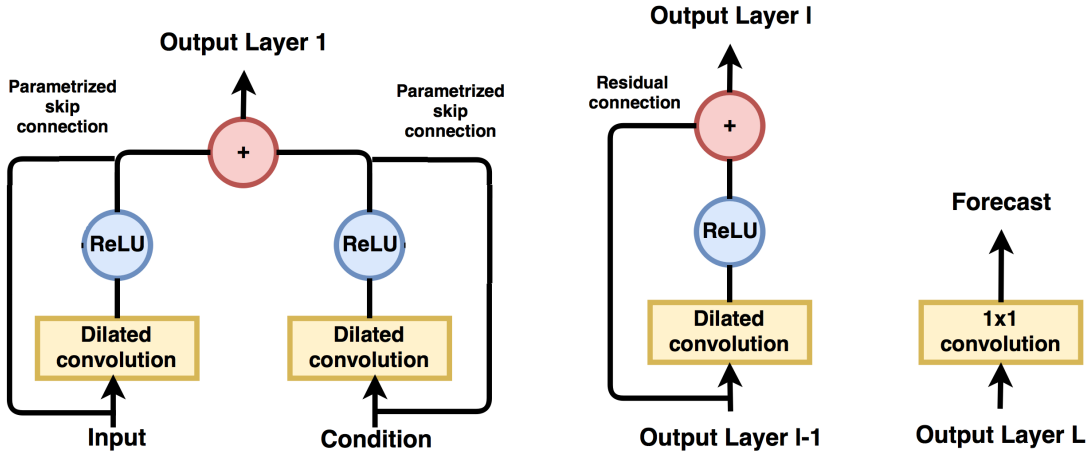 Output Layer 1
Parametrized
skip
connection
Parametrized
skip
connection
+
ReLU
ReLU
Dilated
convolution
Dilated
convolution
Input
Condition
Output Layer l
Residual
connection
+
ReLU
Dilated
convolution
Output Layer l-1
Forecast
1x1
convolution
Output Layer L